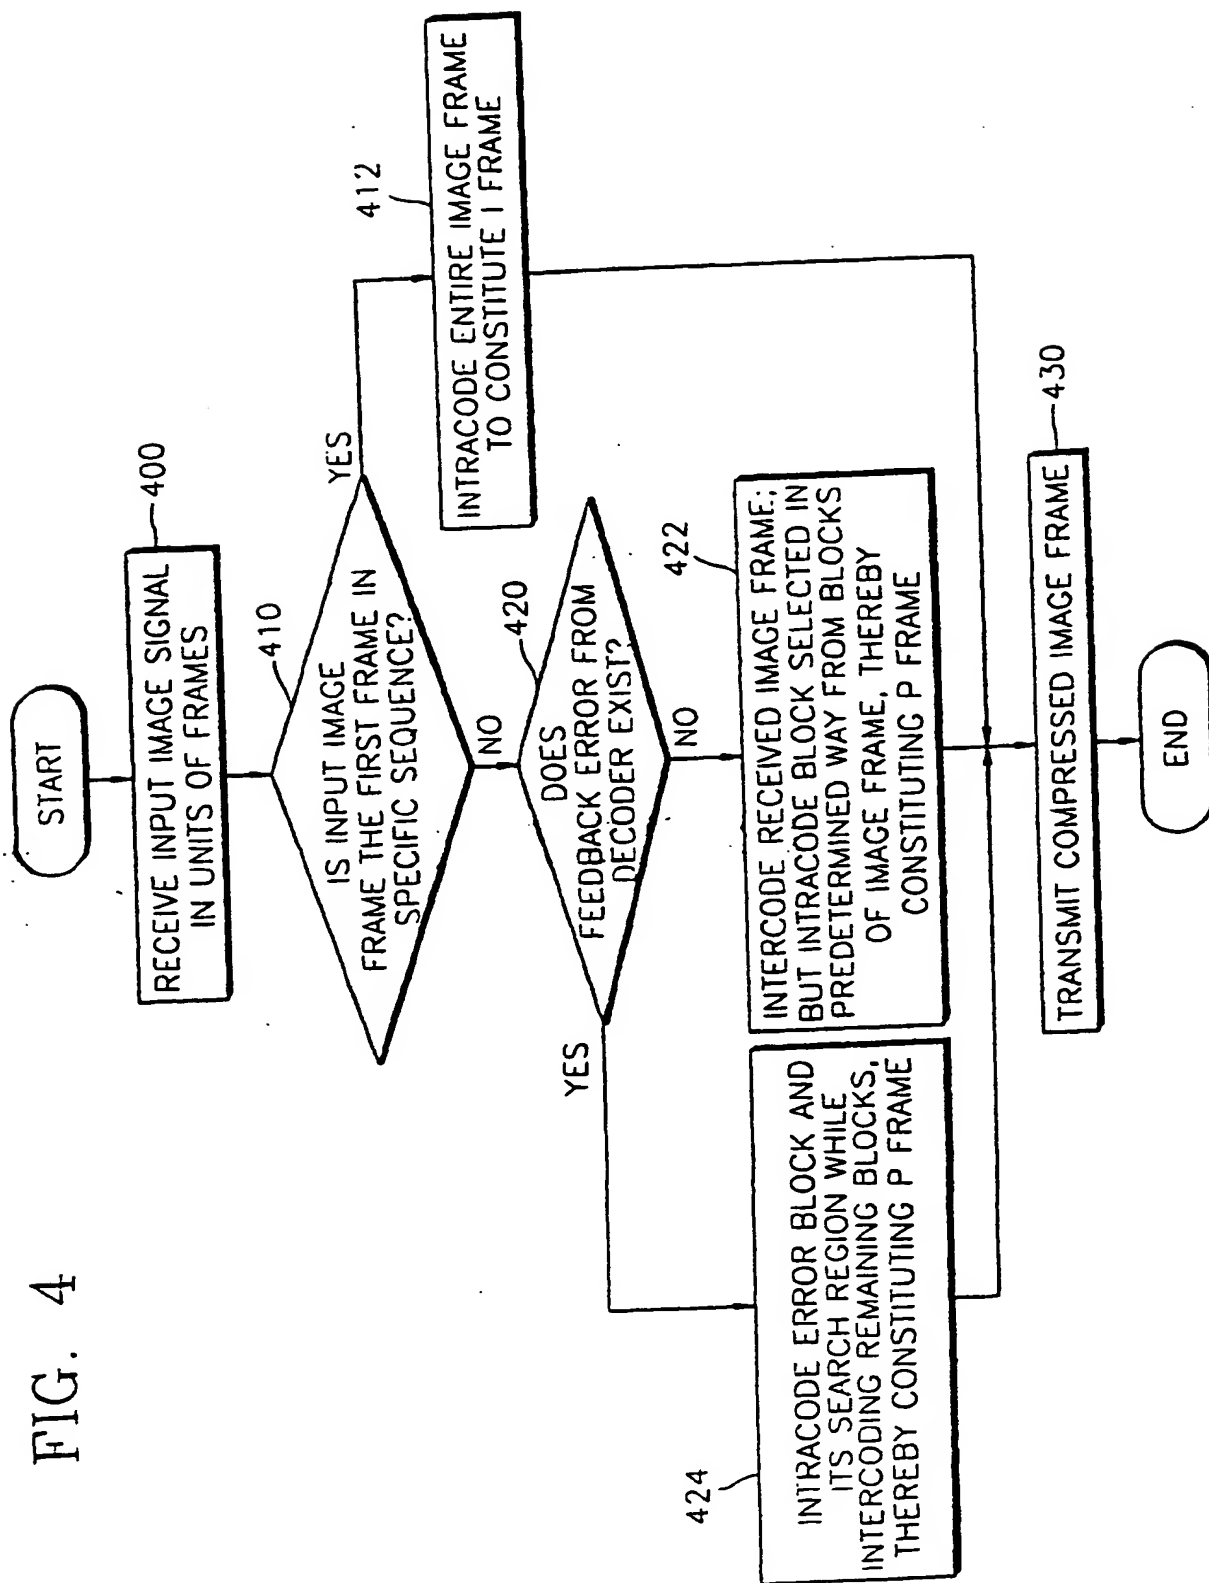 FIG. 4
START
400
RECEIVE INPUT IMAGE SIGNAL
IN UNITS OF FRAMES
410
IS INPUT IMAGE
FRAME THE FIRST FRAME IN
SPECIFIC SEQUENCE?
YES
NO
412
INTRACODE ENTIRE IMAGE FRAME
TO CONSTITUTE I FRAME
420
DOES
FEEDBACK ERROR FROM
DECODER EXIST?
YES
NO
424
INTRACODE ERROR BLOCK AND
ITS SEARCH REGION WHILE
INTERCODING REMAINING BLOCKS,
THEREBY CONSTITUTING P FRAME
422
INTERCODE RECEIVED IMAGE FRAME;
BUT INTRACODE BLOCK SELECTED IN
PREDETERMINED WAY FROM BLOCKS
OF IMAGE FRAME, THEREBY
CONSTITUTING P FRAME
430
TRANSMIT COMPRESSED IMAGE FRAME
END